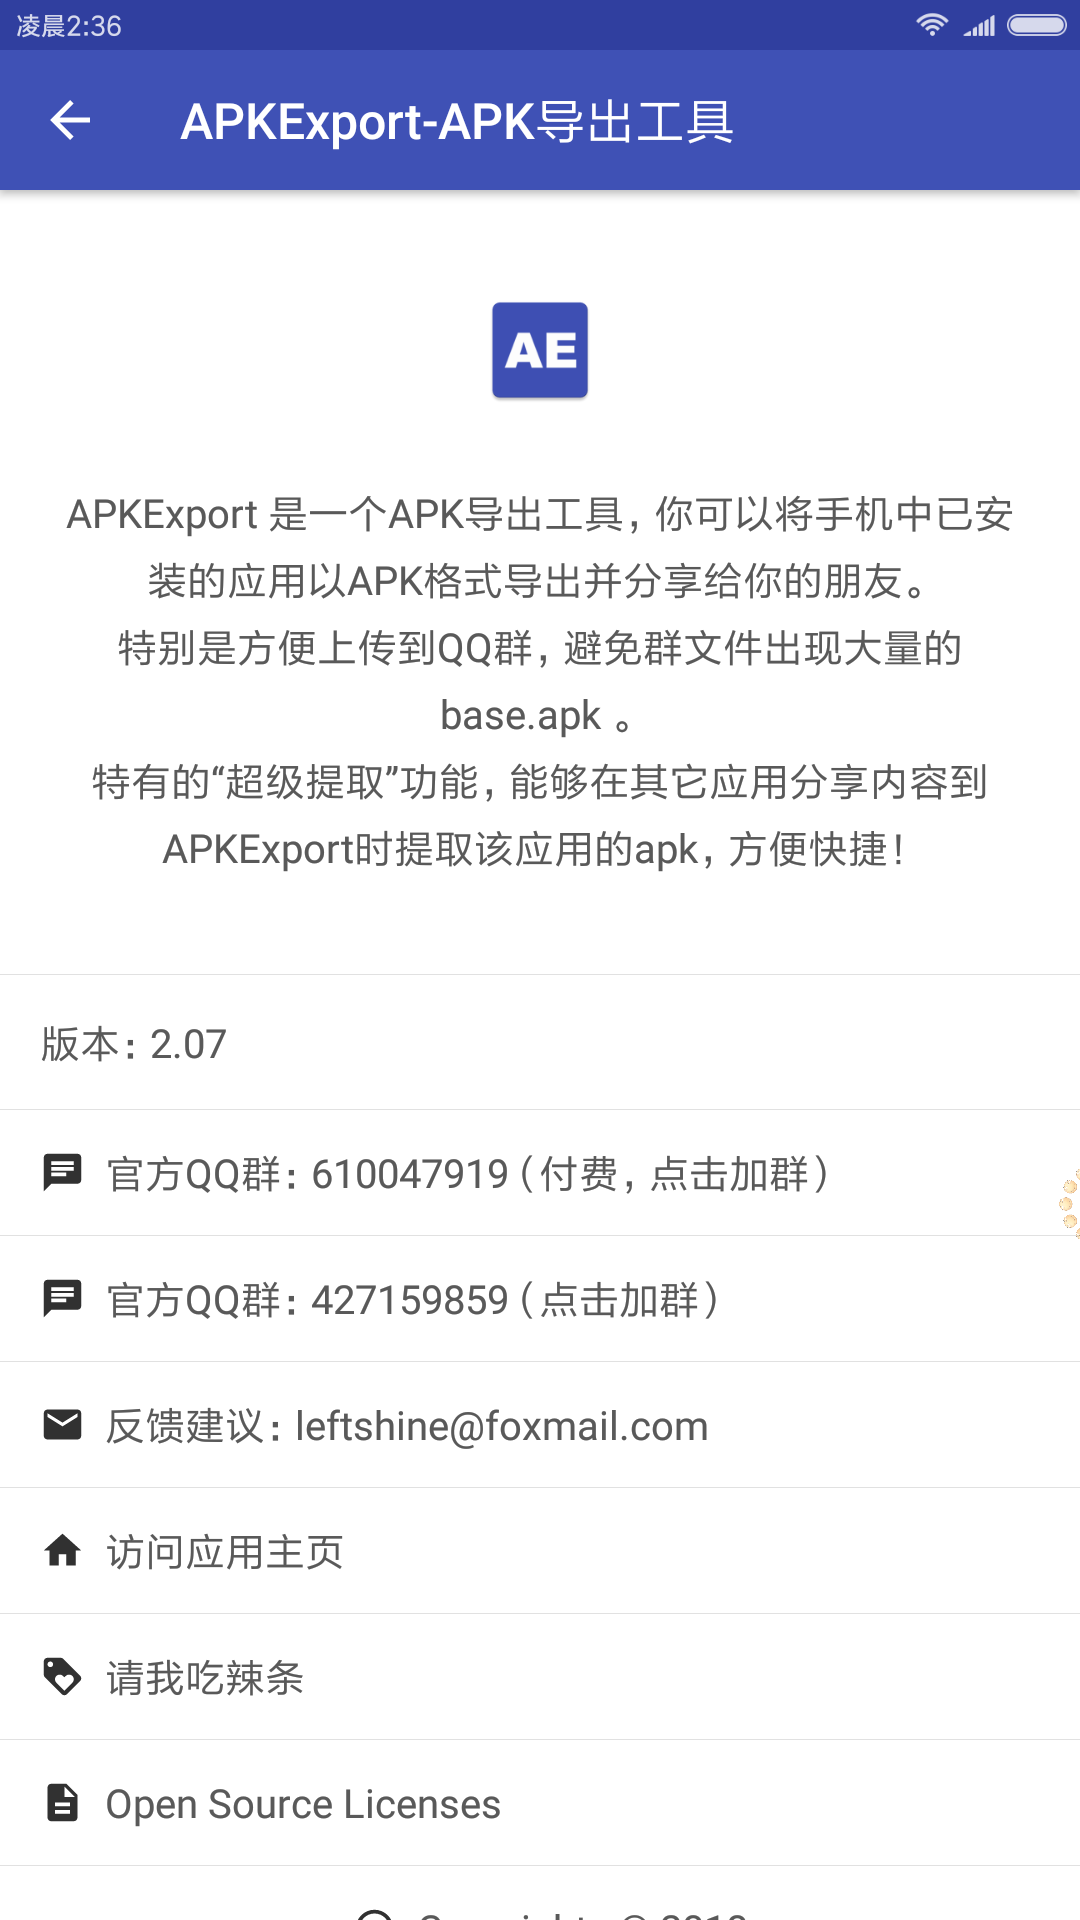 凌晨2:36
APKExport-APK导出工具
AE
APKExport 是一个APK导出工具，你可以将手机中已安
装的应用以APK格式导出并分享给你的朋友。
特别是方便上传到QQ群，避免群文件出现大量的
base.apk 。
特有的“超级提取”功能，能够在其它应用分享内容到
APKExport时提取该应用的apk，方便快捷！
版本：2.07
官方QQ群：610047919（付费，点击加群）
官方QQ群：427159859（点击加群）
反馈建议：leftshine@foxmail.com
访问应用主页
请我吃辣条
Open Source Licenses